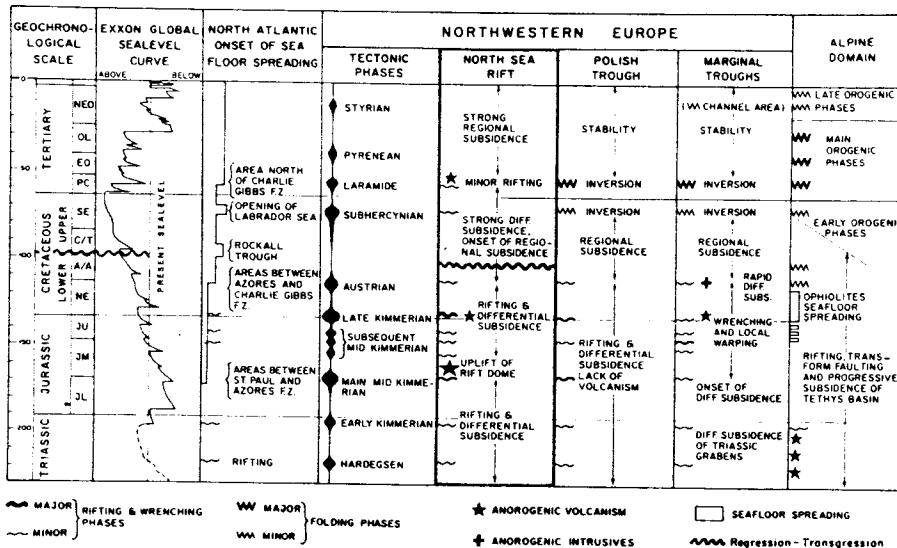 GEOCHRONO-
LOGICAL
SCALE
EXXON GLOBAL
SEALEVEL
CURVE
ABOVE BELOW
NORTH ATLANTIC
ONSET OF SEA
FLOOR SPREADING
NORTHWESTERN EUROPE
TECTONIC
PHASES
NORTH SEA
RIFT
POLISH
TROUGH
MARGINAL
TROUGHS
ALPINE
DOMAIN
0
50
200
TERTIARY
NEO
OL
EO
PC
CRETACEOUS
UPPER
LOWER
SE
C/T
A/A
NE
JURASSIC
JU
JM
JL
TRIASSIC
PRESENT SEALEVEL
AREA NORTH
OF CHARLIE
GIBBS F.Z.
OPENING OF
LABRADOR SEA
ROCKALL
TROUGH
AREAS BETWEEN
AZORES AND
CHARLIE GIBBS
F.Z.
AREAS BETWEEN
ST. PAUL AND
AZORES F.Z.
RIFTING
STYRIAN
PYRENEAN
LARAMIDE
SUBHERCYNIAN
AUSTRIAN
LATE KIMMERIAN
SUBSEQUENT
MID KIMMERIAN
MAIN MID KIMME-
RIAN
EARLY KIMMERIAN
HARDEGSEN
STRONG
REGIONAL
SUBSIDENCE
MINOR RIFTING
STRONG DIFF
SUBSIDENCE,
ONSET OF REGIO-
NAL SUBSIDENCE
RIFTING &
DIFFERENTIAL
SUBSIDENCE
UPLIFT OF
RIFT DOME
RIFTING &
DIFFERENTIAL
SUBSIDENCE
STABILITY
INVERSION
INVERSION
REGIONAL
SUBSIDENCE
RIFTING &
DIFFERENTIAL
SUBSIDENCE
LACK OF
VOLCANISM
(CHANNEL AREA)
STABILITY
INVERSION
INVERSION
REGIONAL
SUBSIDENCE
RAPID
DIFF
SUBS.
WRENCHING
AND LOCAL
WARPING
ONSET OF
DIFF SUBSIDENCE
DIFF SUBSIDENCE
OF TRIASSIC
GRABENS
LATE OROGENIC
PHASES
MAIN
OROGENIC
PHASES
EARLY OROGENIC
PHASES
OPHIOLITES
SEAFLOOR
SPREADING
RIFTING, TRANS-
FORM FAULTING
AND PROGRESSIVE
SUBSIDENCE OF
TETHYS BASIN
MAJOR
MINOR
RIFTING & WRENCHING
PHASES
MAJOR
MINOR
FOLDING PHASES
ANOROGENIC VOLCANISM
ANOROGENIC INTRUSIVES
SEAFLOOR SPREADING
Regression-Transgression